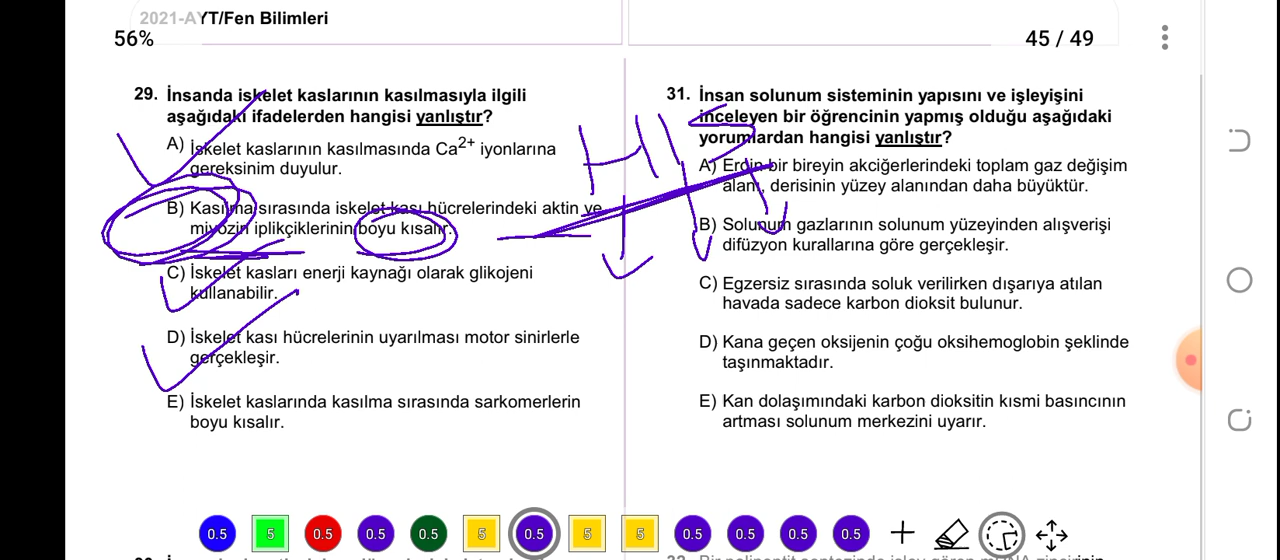 2021-AYT/Fen Bilimleri
56%
45 / 49
29. İnsanda iskelet kaslarının kasılmasıyla ilgili
aşağıdaki ifadelerden hangisi yanlıştır?
A) İskelet kaslarının kasılmasında Ca2+ iyonlarına
gereksinim duyulur.
B) Kasılma sırasında iskelet kası hücrelerindeki aktin ve
miyozin iplikçiklerinin boyu kısalır.
C) İskelet kasları enerji kaynağı olarak glikojeni
kullanabilir.
D) İskelet kası hücrelerinin uyarılması motor sinirlerle
gerçekleşir.
E) İskelet kaslarında kasılma sırasında sarkomerlerin
boyu kısalır.
31. İnsan solunum sisteminin yapısını ve işleyişini
inceleyen bir öğrencinin yapmış olduğu aşağıdaki
yorumlardan hangisi yanlıştır?
A) Erdin bir bireyin akciğerlerindeki toplam gaz değişim
alanı, derisinin yüzey alanından daha büyüktür.
B) Solunum gazlarının solunum yüzeyinden alışverişi
difüzyon kurallarına göre gerçekleşir.
C) Egzersiz sırasında soluk verilirken dışarıya atılan
havada sadece karbon dioksit bulunur.
D) Kana geçen oksijenin çoğu oksihemoglobin şeklinde
taşınmaktadır.
E) Kan dolaşımındaki karbon dioksitin kısmi basıncının
artması solunum merkezini uyarır.
0.5 5 0.5 0.5 0.5 5 0.5 5 5 0.5 0.5 0.5 0.5